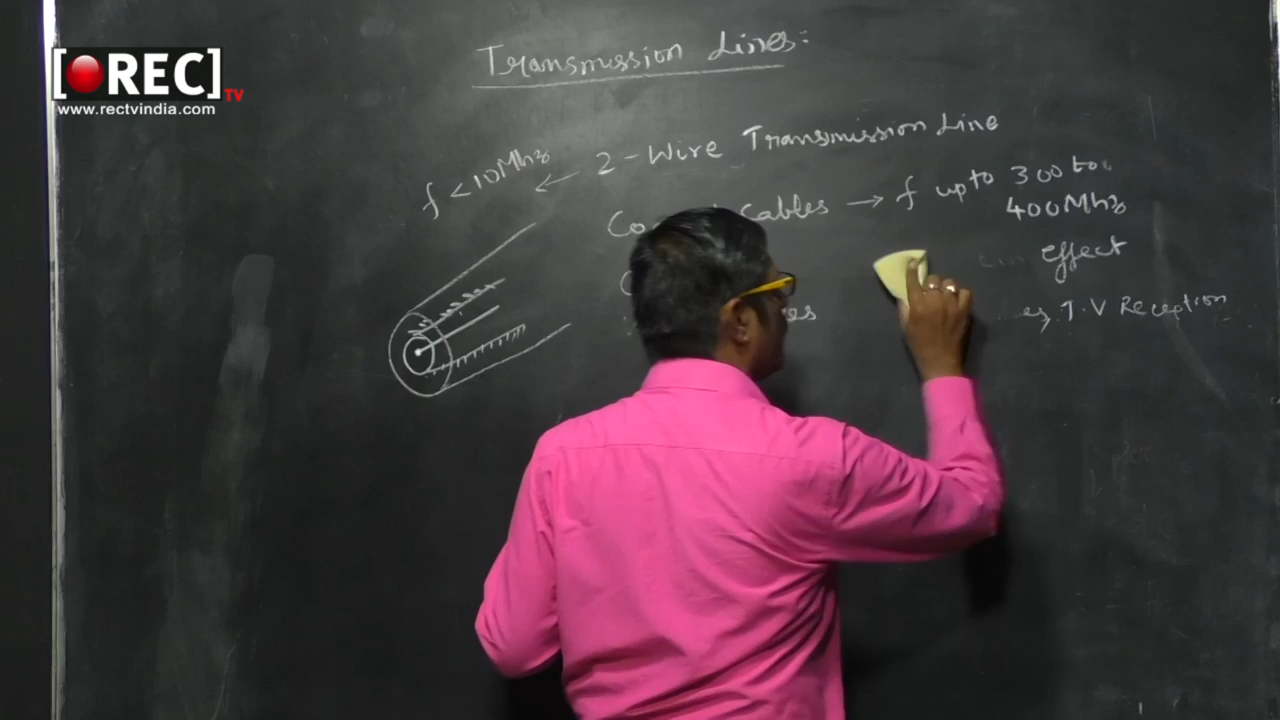 [REC]
TV
www.rectvindia.com
Transmission Lines:
f < 10Mhz ← 2-Wire Transmission Line
Co cables → f upto 300 to
400Mhz
effect
T.V Reception